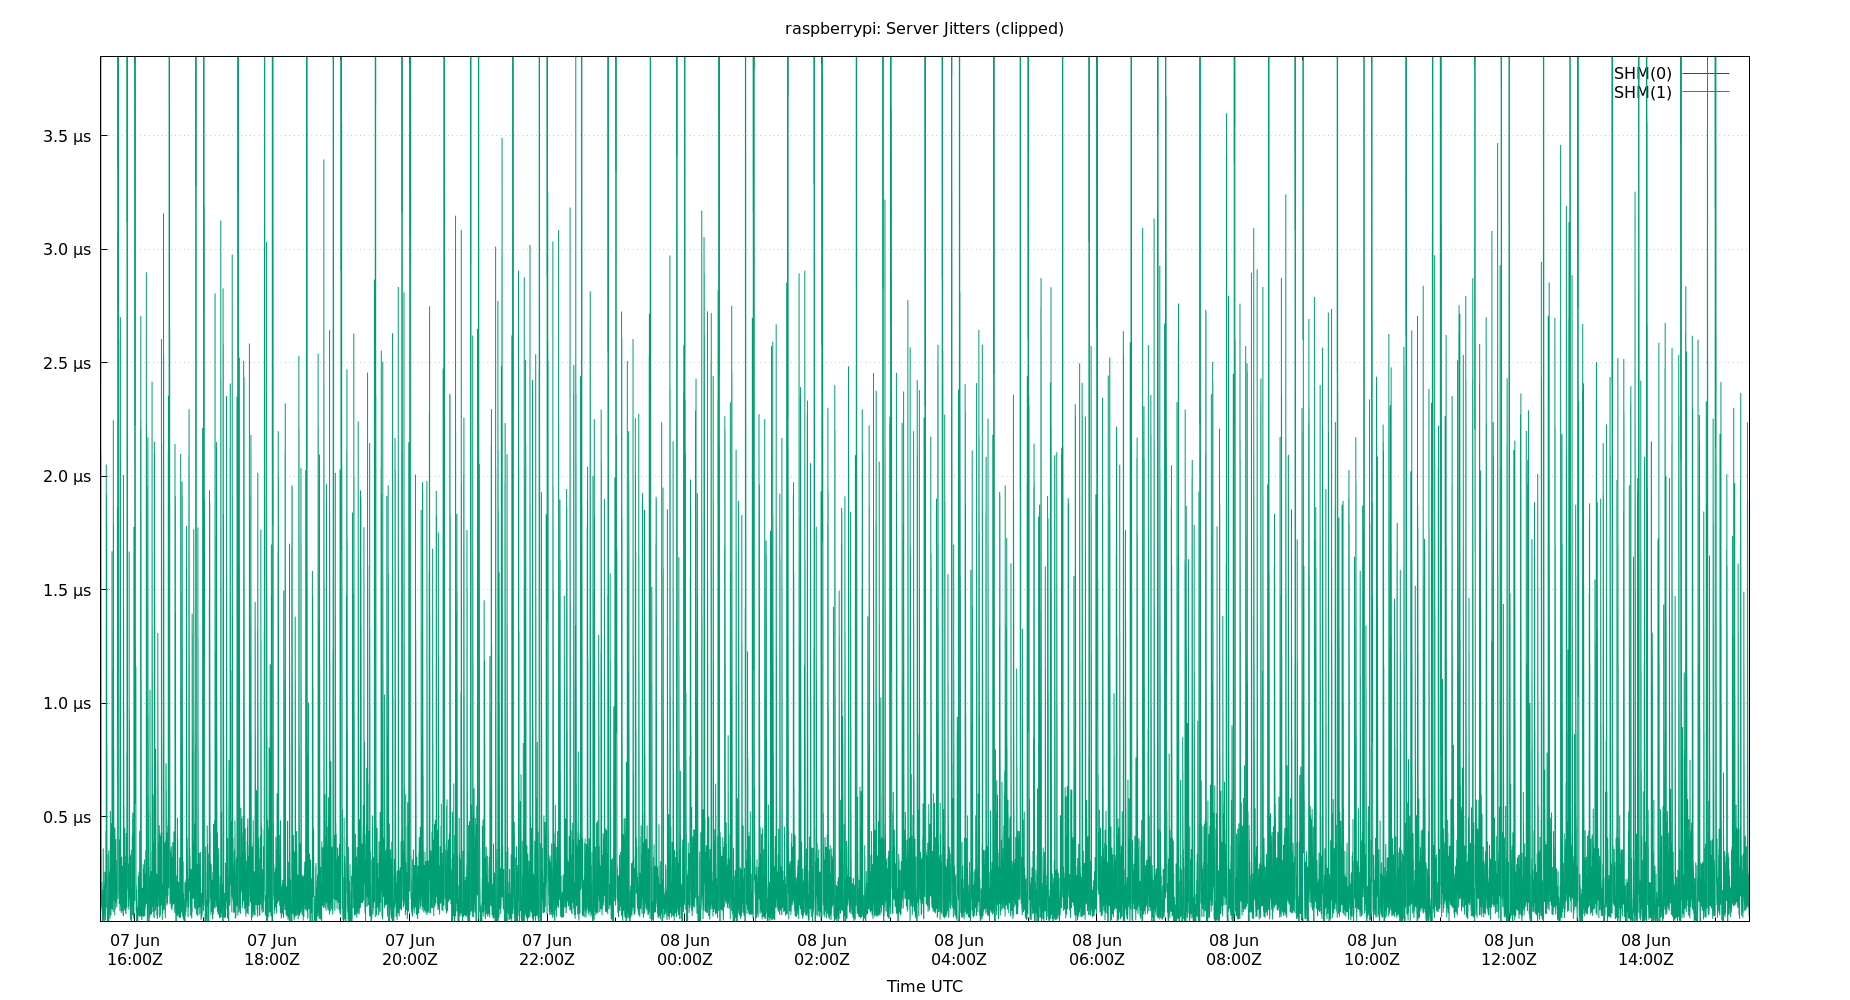 raspberrypi: Server Jitters (clipped)
SHM(0)
SHM(1)
3.5 µs
3.0 µs
2.5 µs
2.0 µs
1.5 µs
1.0 µs
0.5 µs
07 Jun 07 Jun 07 Jun 07 Jun 08 Jun 08 Jun 08 Jun 08 Jun 08 Jun 08 Jun 08 Jun 08 Jun
16:00Z 18:00Z 20:00Z 22:00Z 00:00Z 02:00Z 04:00Z 06:00Z 08:00Z 10:00Z 12:00Z 14:00Z
Time UTC